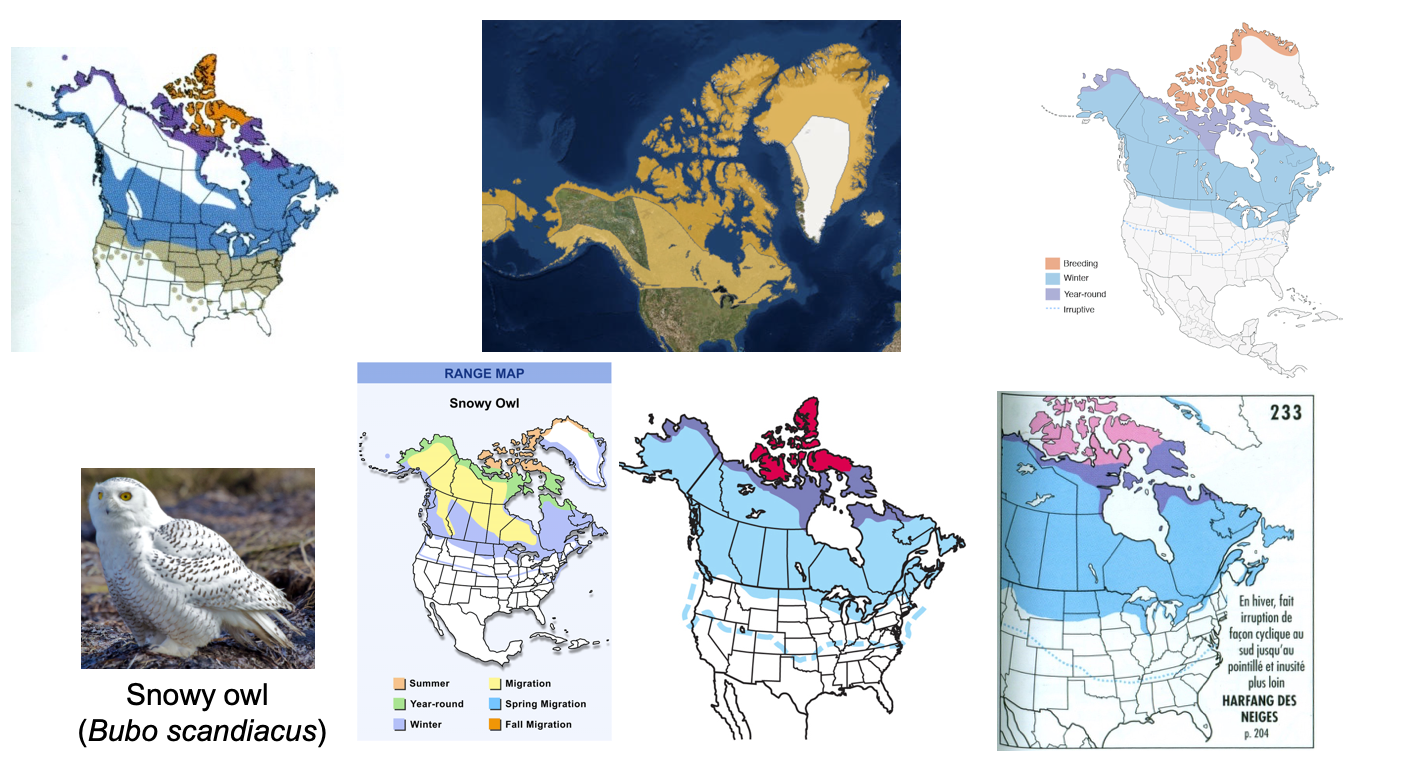 Breeding
Winter
Year-round
Irruptive
RANGE MAP
Snowy Owl
Summer
Migration
Year-round
Spring Migration
Winter
Fall Migration
233
En hiver, fait
irruption de
façon cyclique au
sud jusqu'au
pointillé et inusité
plus loin
HARFANG DES
NEIGES
p. 204
Snowy owl
(Bubo scandiacus)